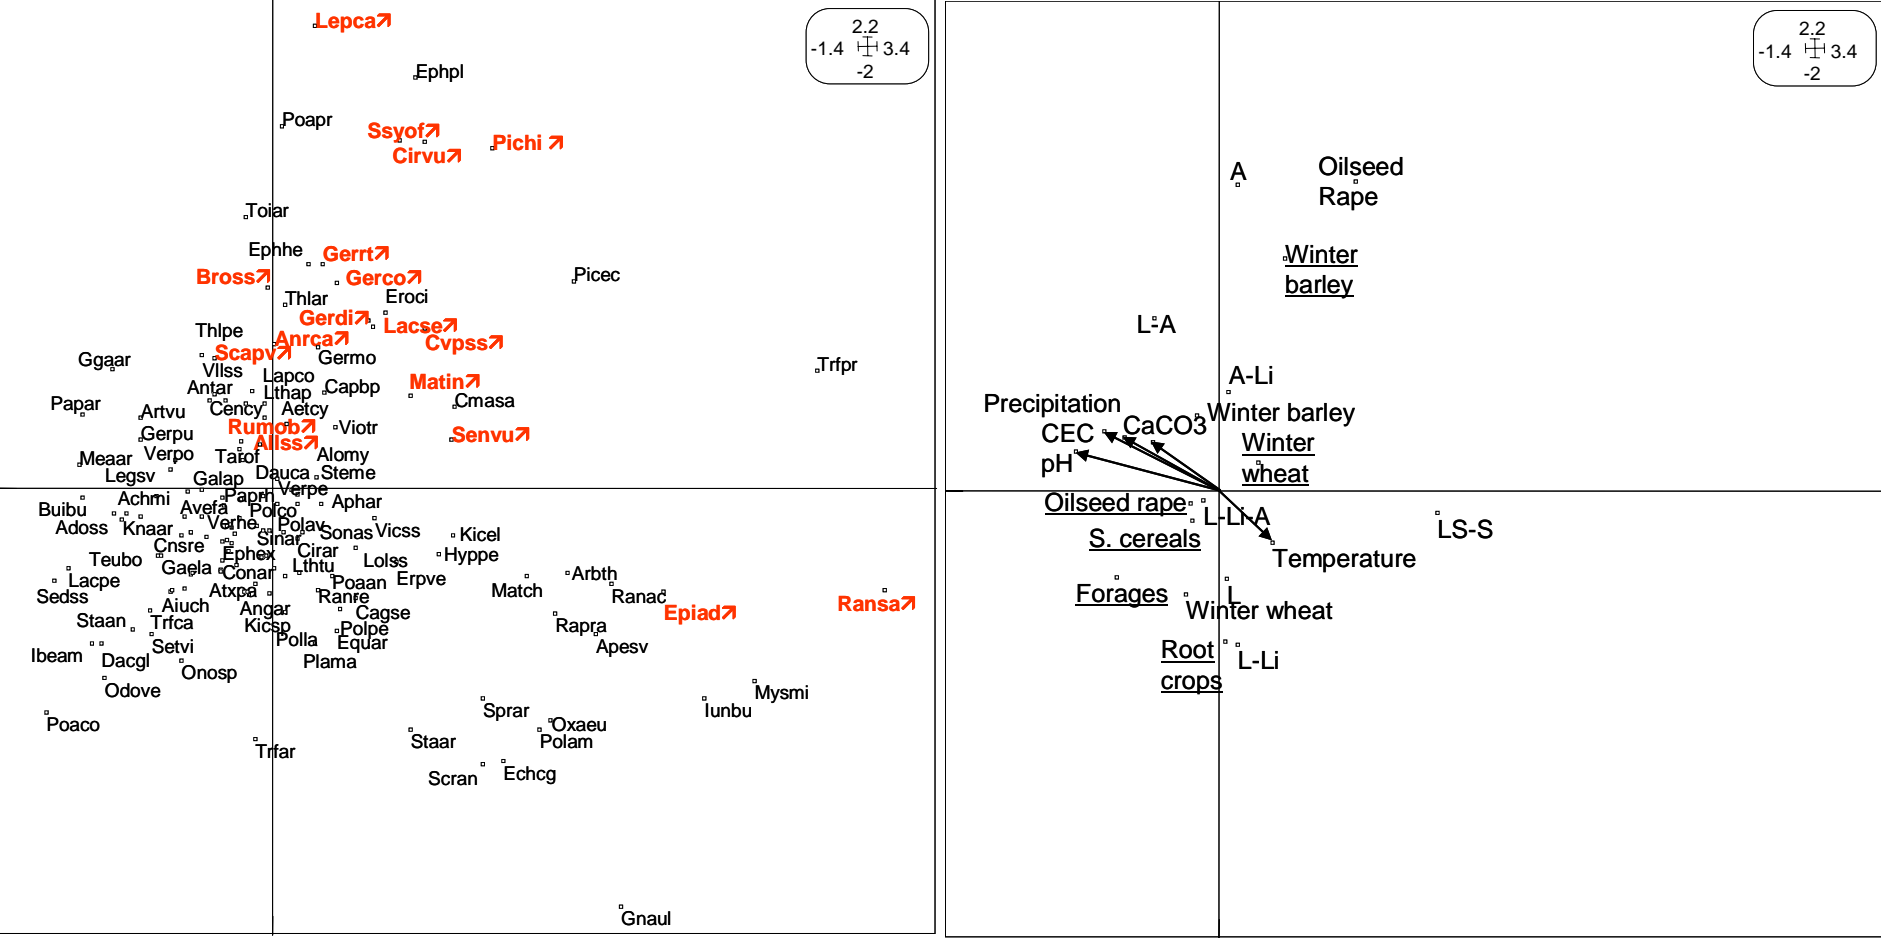 Lepca
2.2
-1.4 3.4
-2
Ephpl
Poapr
Ssyof
Cirvu
Pichi
Toiar
Ephhe
Gerrt
Bross
Gerco
Picec
Thlar
Eroci
Gerdi
Lacse
Thlpe
Anrca
Cvpss
Scapv
Germo
Ggaar
Vllss
Trfpr
Lapco
Antar
Lthap
Capbp
Matin
Papar
Artvu
Cency
Aetcy
Cmasa
Rumob
Viotr
Gerpu
Allss
Senvu
Verpo
Tarof
Alomy
Meaar
Legsv
Galap
Dauca
Steme
Verpe
Achmi
Paprh
Aphar
Buibu
Avefa
Polco
Adoss
Knaar
Verhe
Polav
Sonas
Vicss
Kicel
Cnsre
Sinar
Cirar
Hyppe
Teubo
Ephex
Lolss
Gaela
Conar
Lthtu
Erpve
Arbth
Lacpe
Poaan
Match
Sedss
Atxpa
Ranre
Ranac
Aiuch
Angar
Cagse
Epiad
Ransa
Staan
Trfca
Kicsp
Polpe
Rapra
Setvi
Polla
Equar
Apesv
Ibeam
Dacgl
Plama
Onosp
Odove
Mysmi
Sprar
Iunbu
Poaco
Oxaeu
Staar
Polam
Trfar
Scran
Echcg
Gnaul
2.2
-1.4 3.4
-2
A
Oilseed
Rape
Winter
barley
L-A
A-Li
Precipitation
Winter barley
CEC
CaCO3
Winter
wheat
pH
Oilseed rape
L-Li-A
LS-S
S. cereals
Temperature
Forages
L
Winter wheat
Root
crops
L-Li